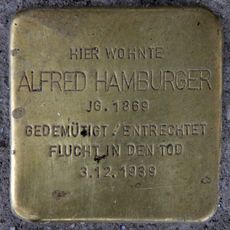 HIER WOHNTE
ALFRED HAMBURGER
JG. 1869
GEDEMÜTIGT / ENTRECHTET
FLUCHT IN DEN TOD
3.12.1939